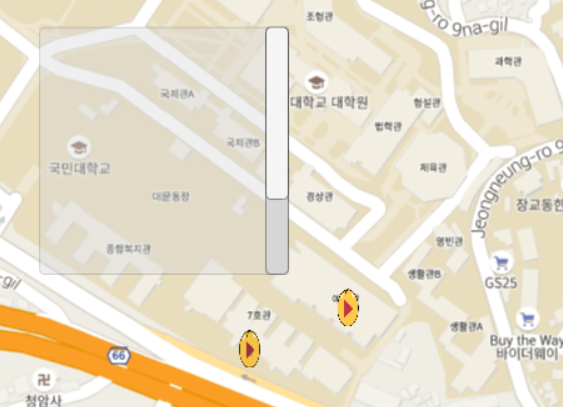 조형관
g-ro 9na-gil
과학관
대학교 대학원
형설관
국제관A
법학관
국제관B
체육관
국민대학교
대운동장
경상관
Jeongneung-ro 9
장교동한
종합복지관
영빈관
생활관B
GS25
-gil
7호관
생활관A
66
Buy the Way
바이더웨이
卍
청암사